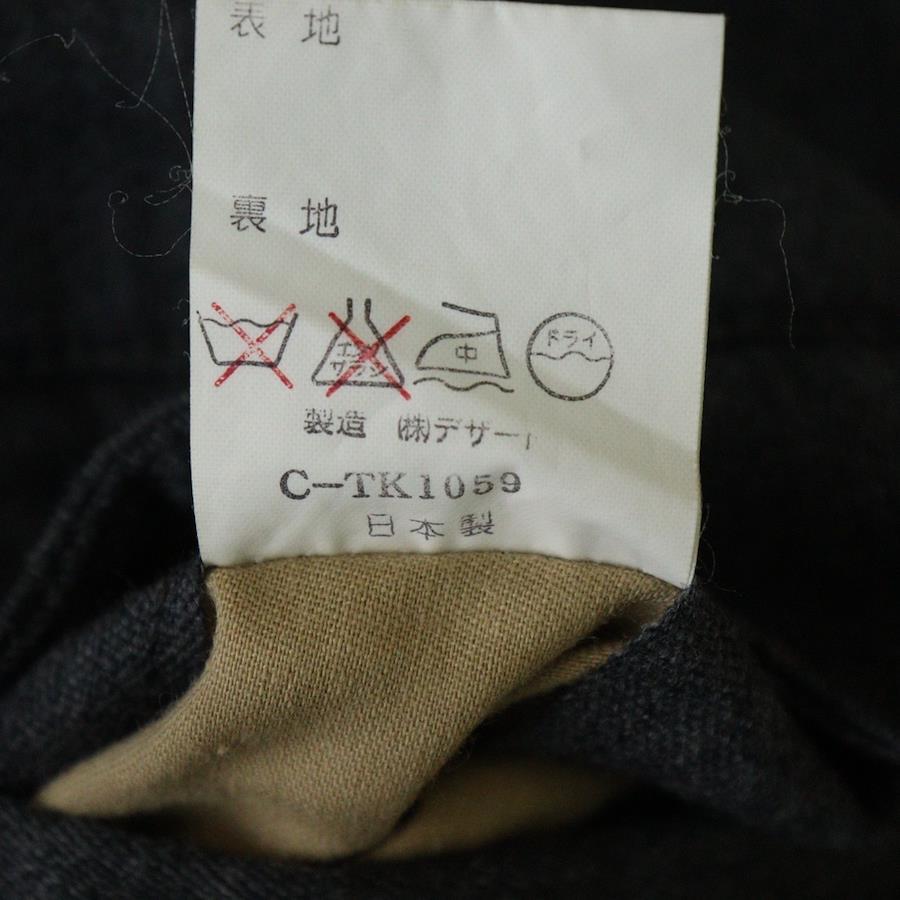 表 地
裏 地
エンソ サラシ 中 ドライ
製造 (株)デザート
C-TK1059
日本製